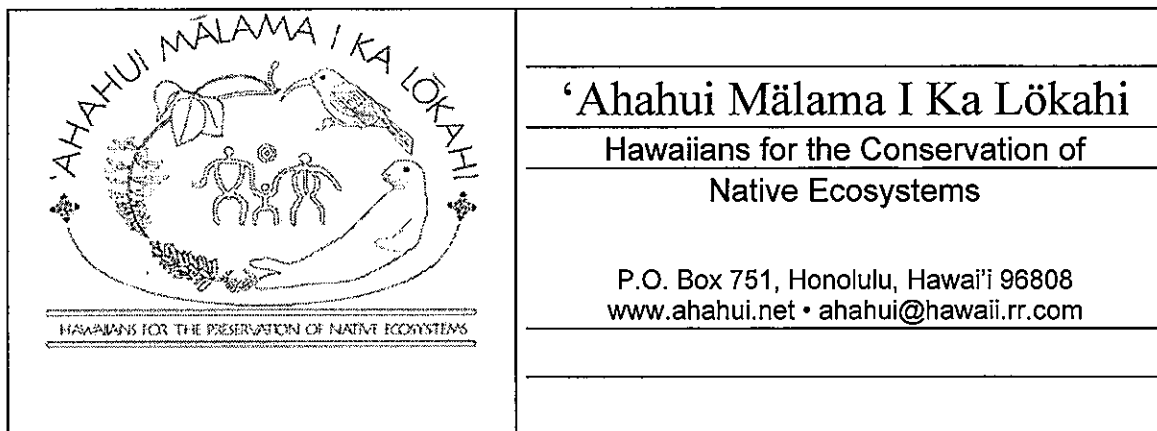 'AHAHUI MĀLAMA I KA LŌKAHI
HAWAIIANS FOR THE PRESERVATION OF NATIVE ECOSYSTEMS
‘Ahahui Mälama I Ka Lökahi
Hawaiians for the Conservation of
Native Ecosystems
P.O. Box 751, Honolulu, Hawai'i 96808
www.ahahui.net • ahahui@hawaii.rr.com